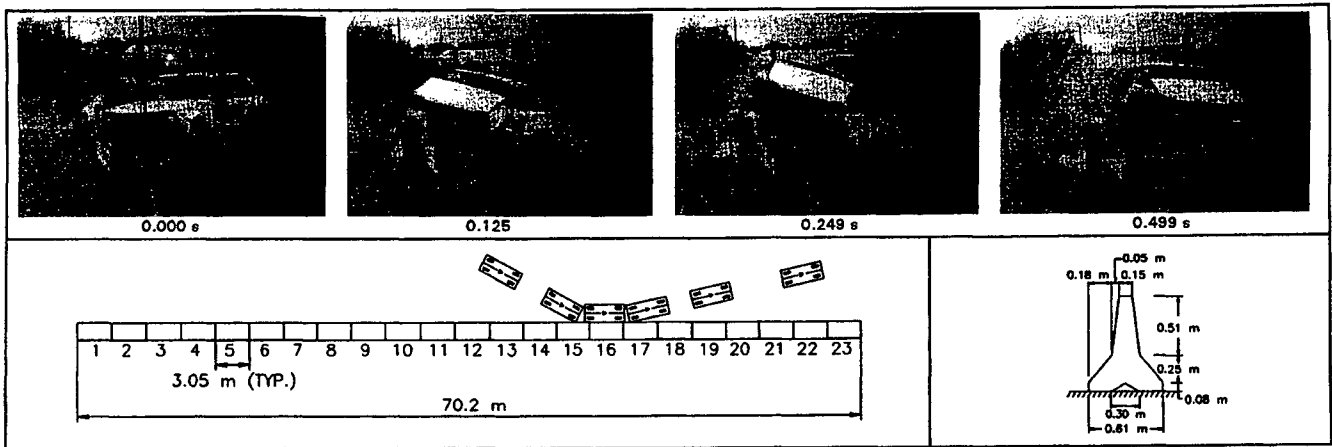 0.000 s
0.125
0.249 s
0.499 s
1 2 3 4 5 6 7 8 9 10 11 12 13 14 15 16 17 18 19 20 21 22 23
3.05 m (TYP.)
70.2 m
0.05 m
0.18 m 0.15 m
0.51 m
0.25 m
0.08 m
0.30 m
0.61 m